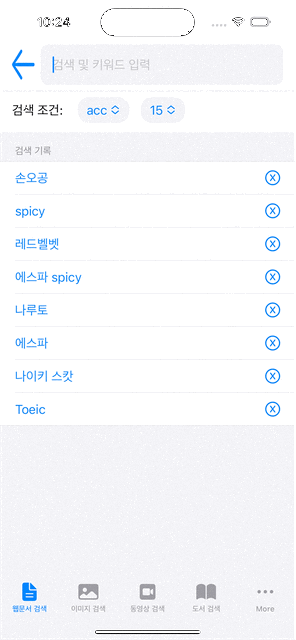 10:24
검색 및 키워드 입력
검색 조건: acc 15
검색 기록
손오공
spicy
레드벨벳
에스파 spicy
나루토
에스파
나이키 스캇
Toeic
웹문서 검색 이미지 검색 동영상 검색 도서 검색 More